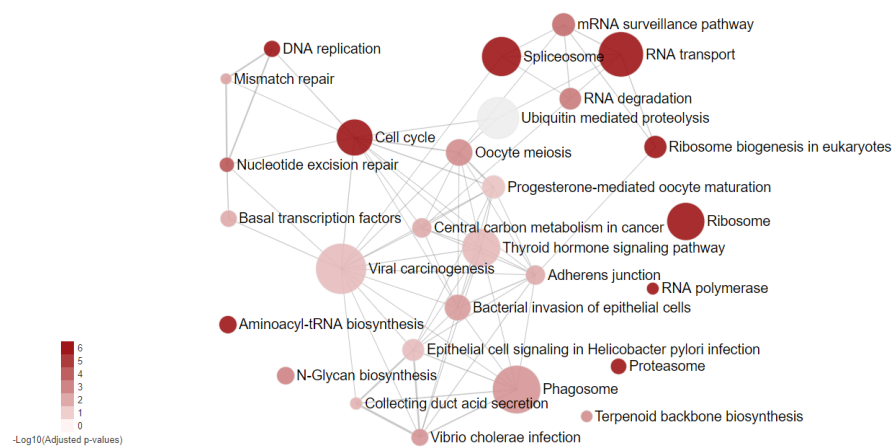 mRNA surveillance pathway
DNA replication
Spliceosome
RNA transport
Mismatch repair
RNA degradation
Ubiquitin mediated proteolysis
Cell cycle
Oocyte meiosis
Ribosome biogenesis in eukaryotes
Nucleotide excision repair
Progesterone-mediated oocyte maturation
Basal transcription factors
Central carbon metabolism in cancer
Ribosome
Thyroid hormone signaling pathway
Viral carcinogenesis
Adherens junction
RNA polymerase
Bacterial invasion of epithelial cells
Aminoacyl-tRNA biosynthesis
Epithelial cell signaling in Helicobacter pylori infection
Proteasome
N-Glycan biosynthesis
Phagosome
Collecting duct acid secretion
Terpenoid backbone biosynthesis
Vibrio cholerae infection
6
5
4
3
2
1
0
-Log10(Adjusted p-values)